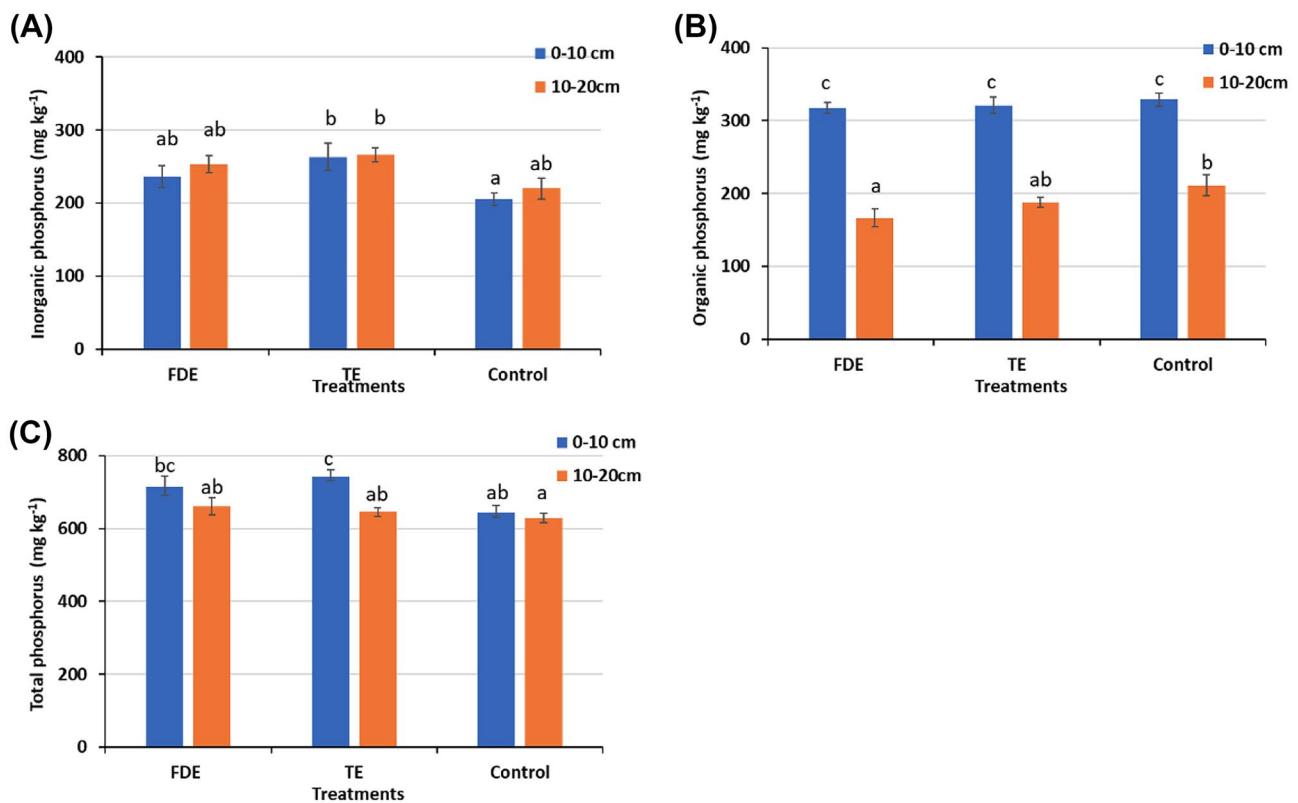 (A)
0-10 cm
10-20cm
Inorganic phosphorus (mg kg-1)
400
300
200
100
0
ab
ab
b
b
a
ab
FDE
TE
Control
Treatments
(B)
0-10 cm
10-20cm
Organic phosphorus (mg kg-1)
400
300
200
100
0
c
a
c
ab
c
b
FDE
TE
Control
Treatments
(C)
0-10 cm
10-20cm
Total phosphorus (mg kg-1)
800
600
400
200
0
bc
ab
c
ab
ab
a
FDE
TE
Control
Treatments